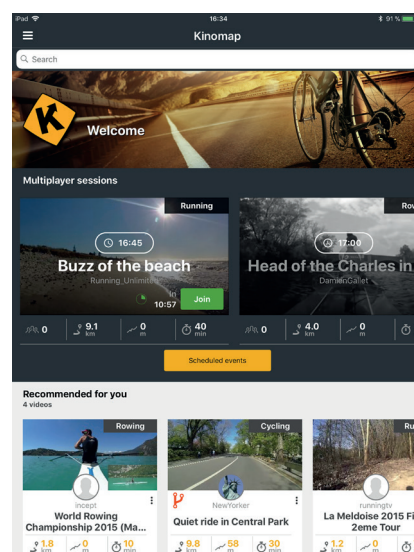 iPad
16:34
91 %
Kinomap
Search
Welcome
Multiplayer sessions
Running
16:45
Buzz of the beach
Running_Unlimited
in
10:57
Join
0
9.1
km
0
m
40
min
Ro
17:00
Head of the Charles in
DamienGallet
0
4.0
km
0
m
Scheduled events
Recommended for you
4 videos
Rowing
incept
World Rowing
Championship 2015 (Ma...
1.8
km
0
m
10
min
Cycling
NewYorker
Quiet ride in Central Park
9.8
km
58
m
30
min
Ru
runningtv
La Meldoise 2015 Fi
2eme Tour
1.2
km
0
m